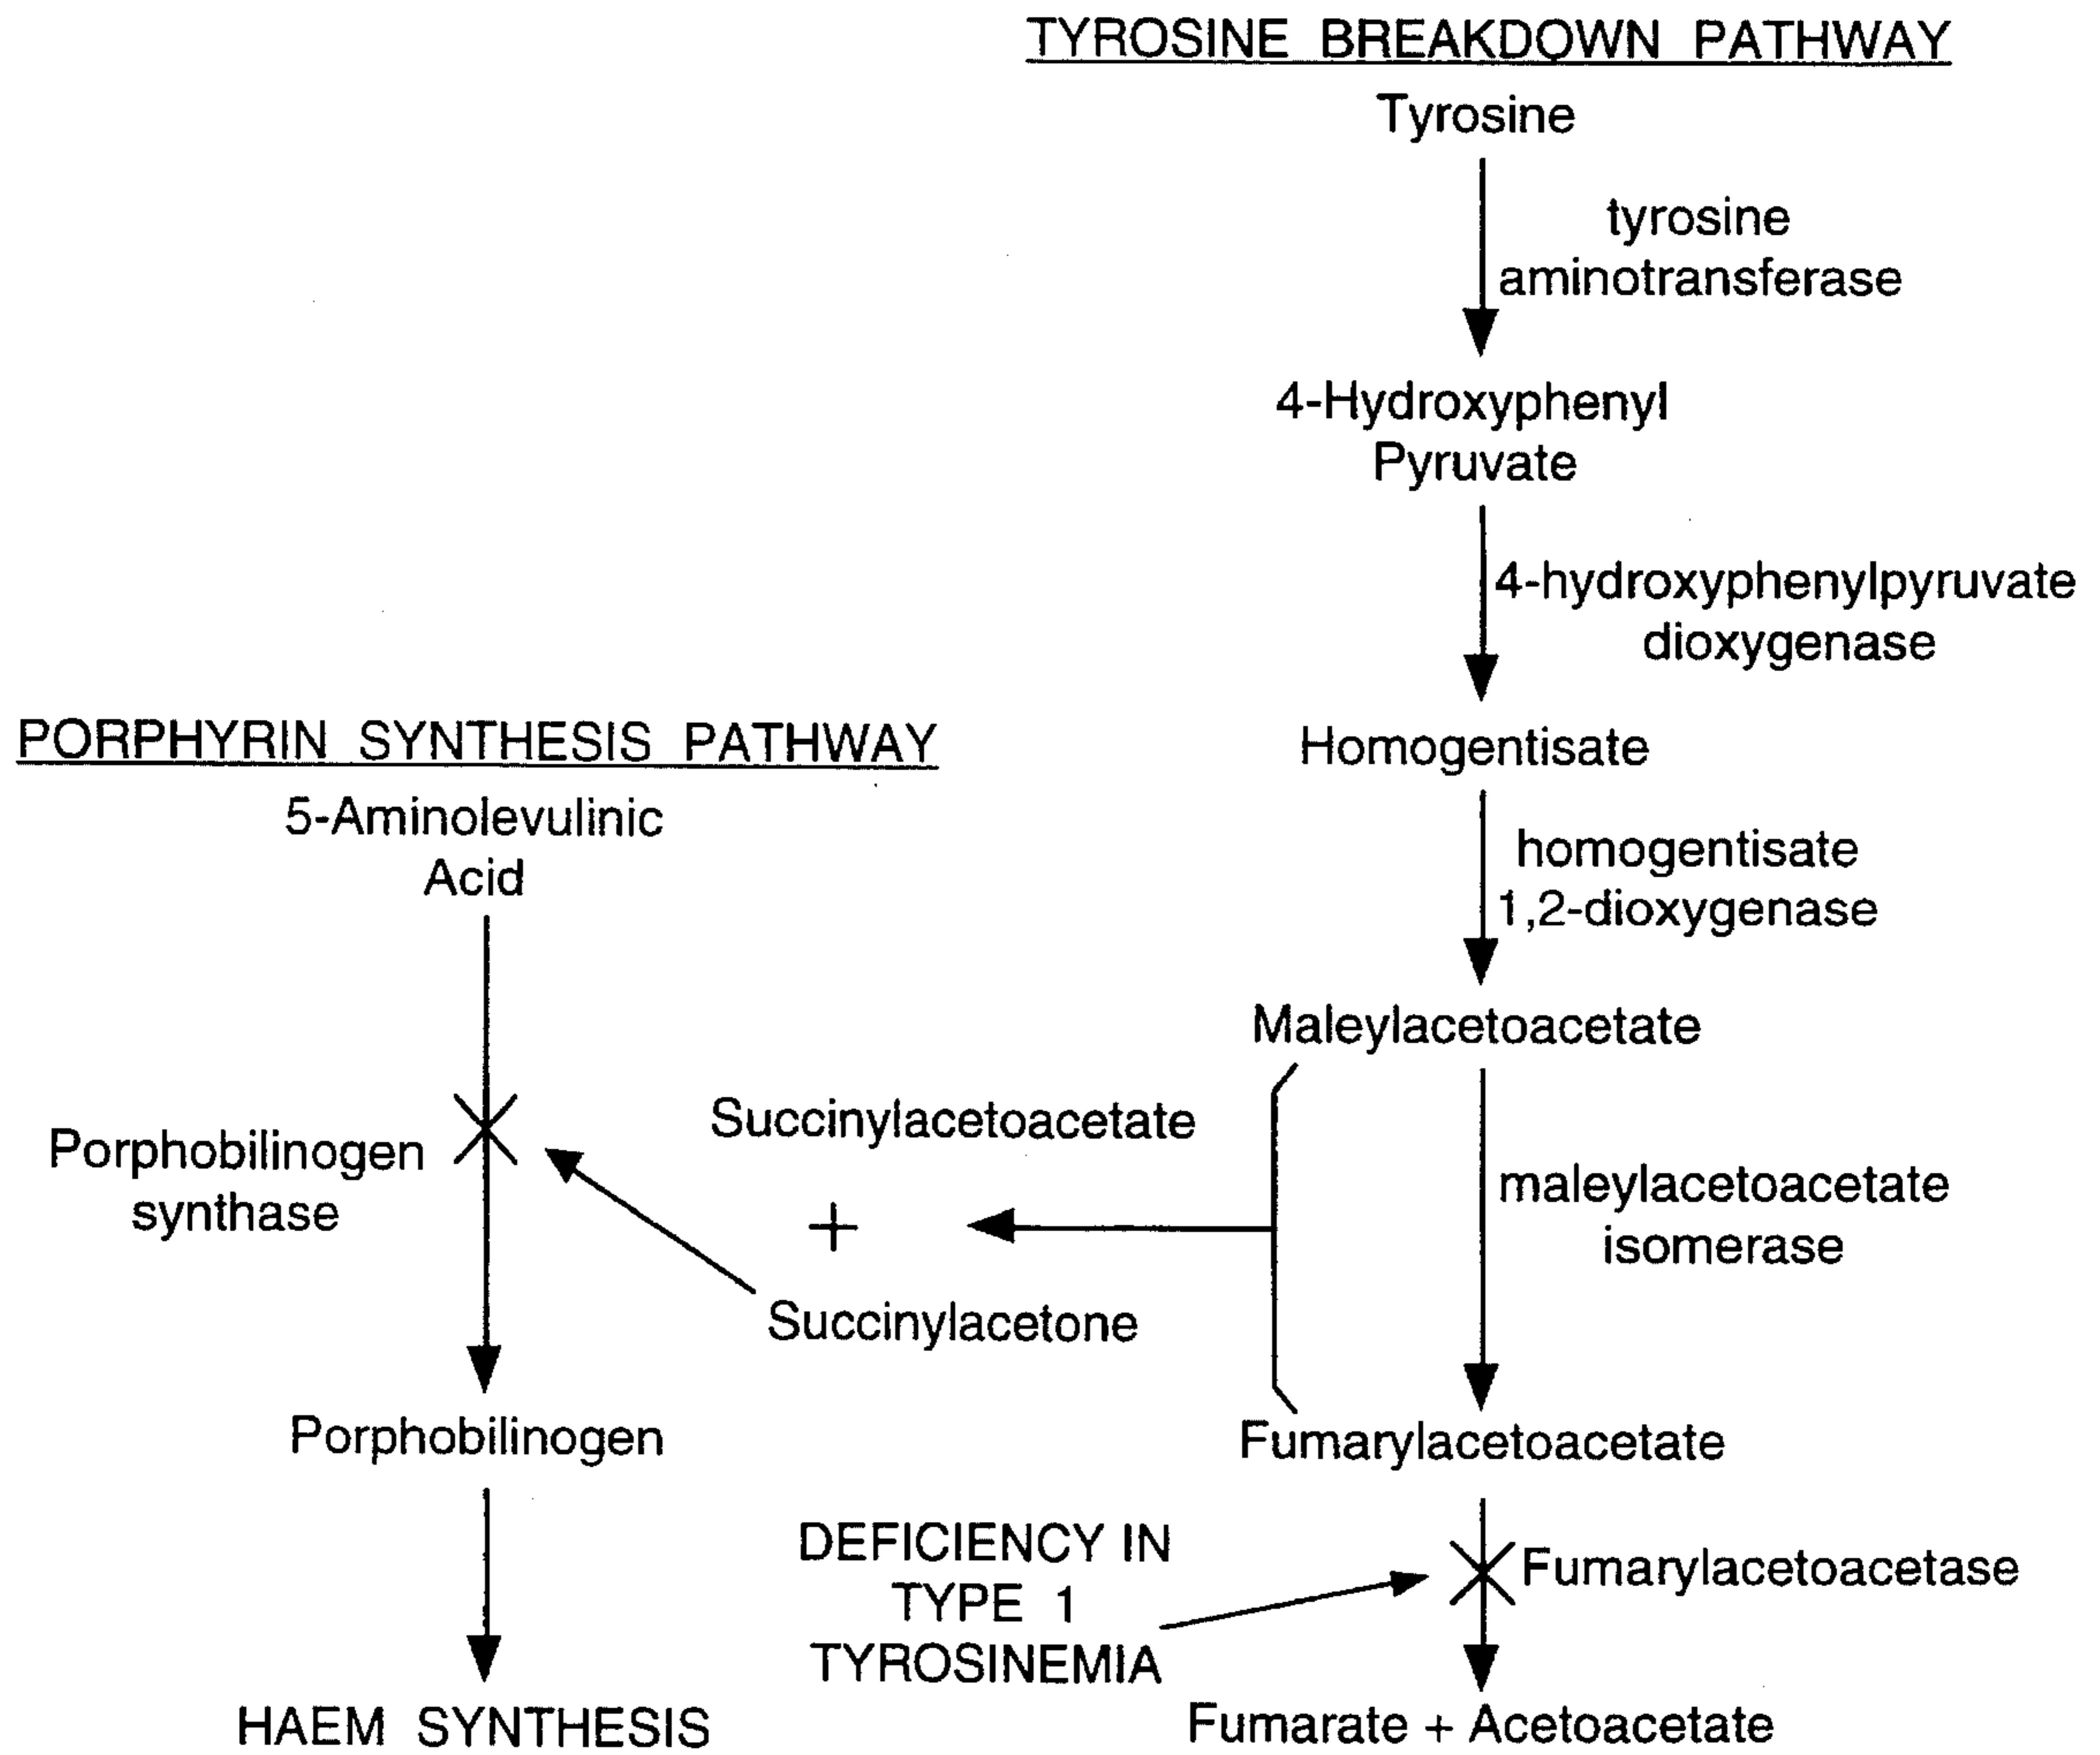 TYROSINE BREAKDOWN PATHWAY
Tyrosine
tyrosine
aminotransferase
4-Hydroxyphenyl
Pyruvate
4-hydroxyphenylpyruvate
dioxygenase
Homogentisate
homogentisate
1,2-dioxygenase
Maleylacetoacetate
maleylacetoacetate
isomerase
Fumarylacetoacetate
Fumarylacetoacetase
Fumarate + Acetoacetate
DEFICIENCY IN
TYPE 1
TYROSINEMIA
Succinylacetoacetate
+
Succinylacetone
PORPHYRIN SYNTHESIS PATHWAY
5-Aminolevulinic
Acid
Porphobilinogen
synthase
Porphobilinogen
HAEM SYNTHESIS